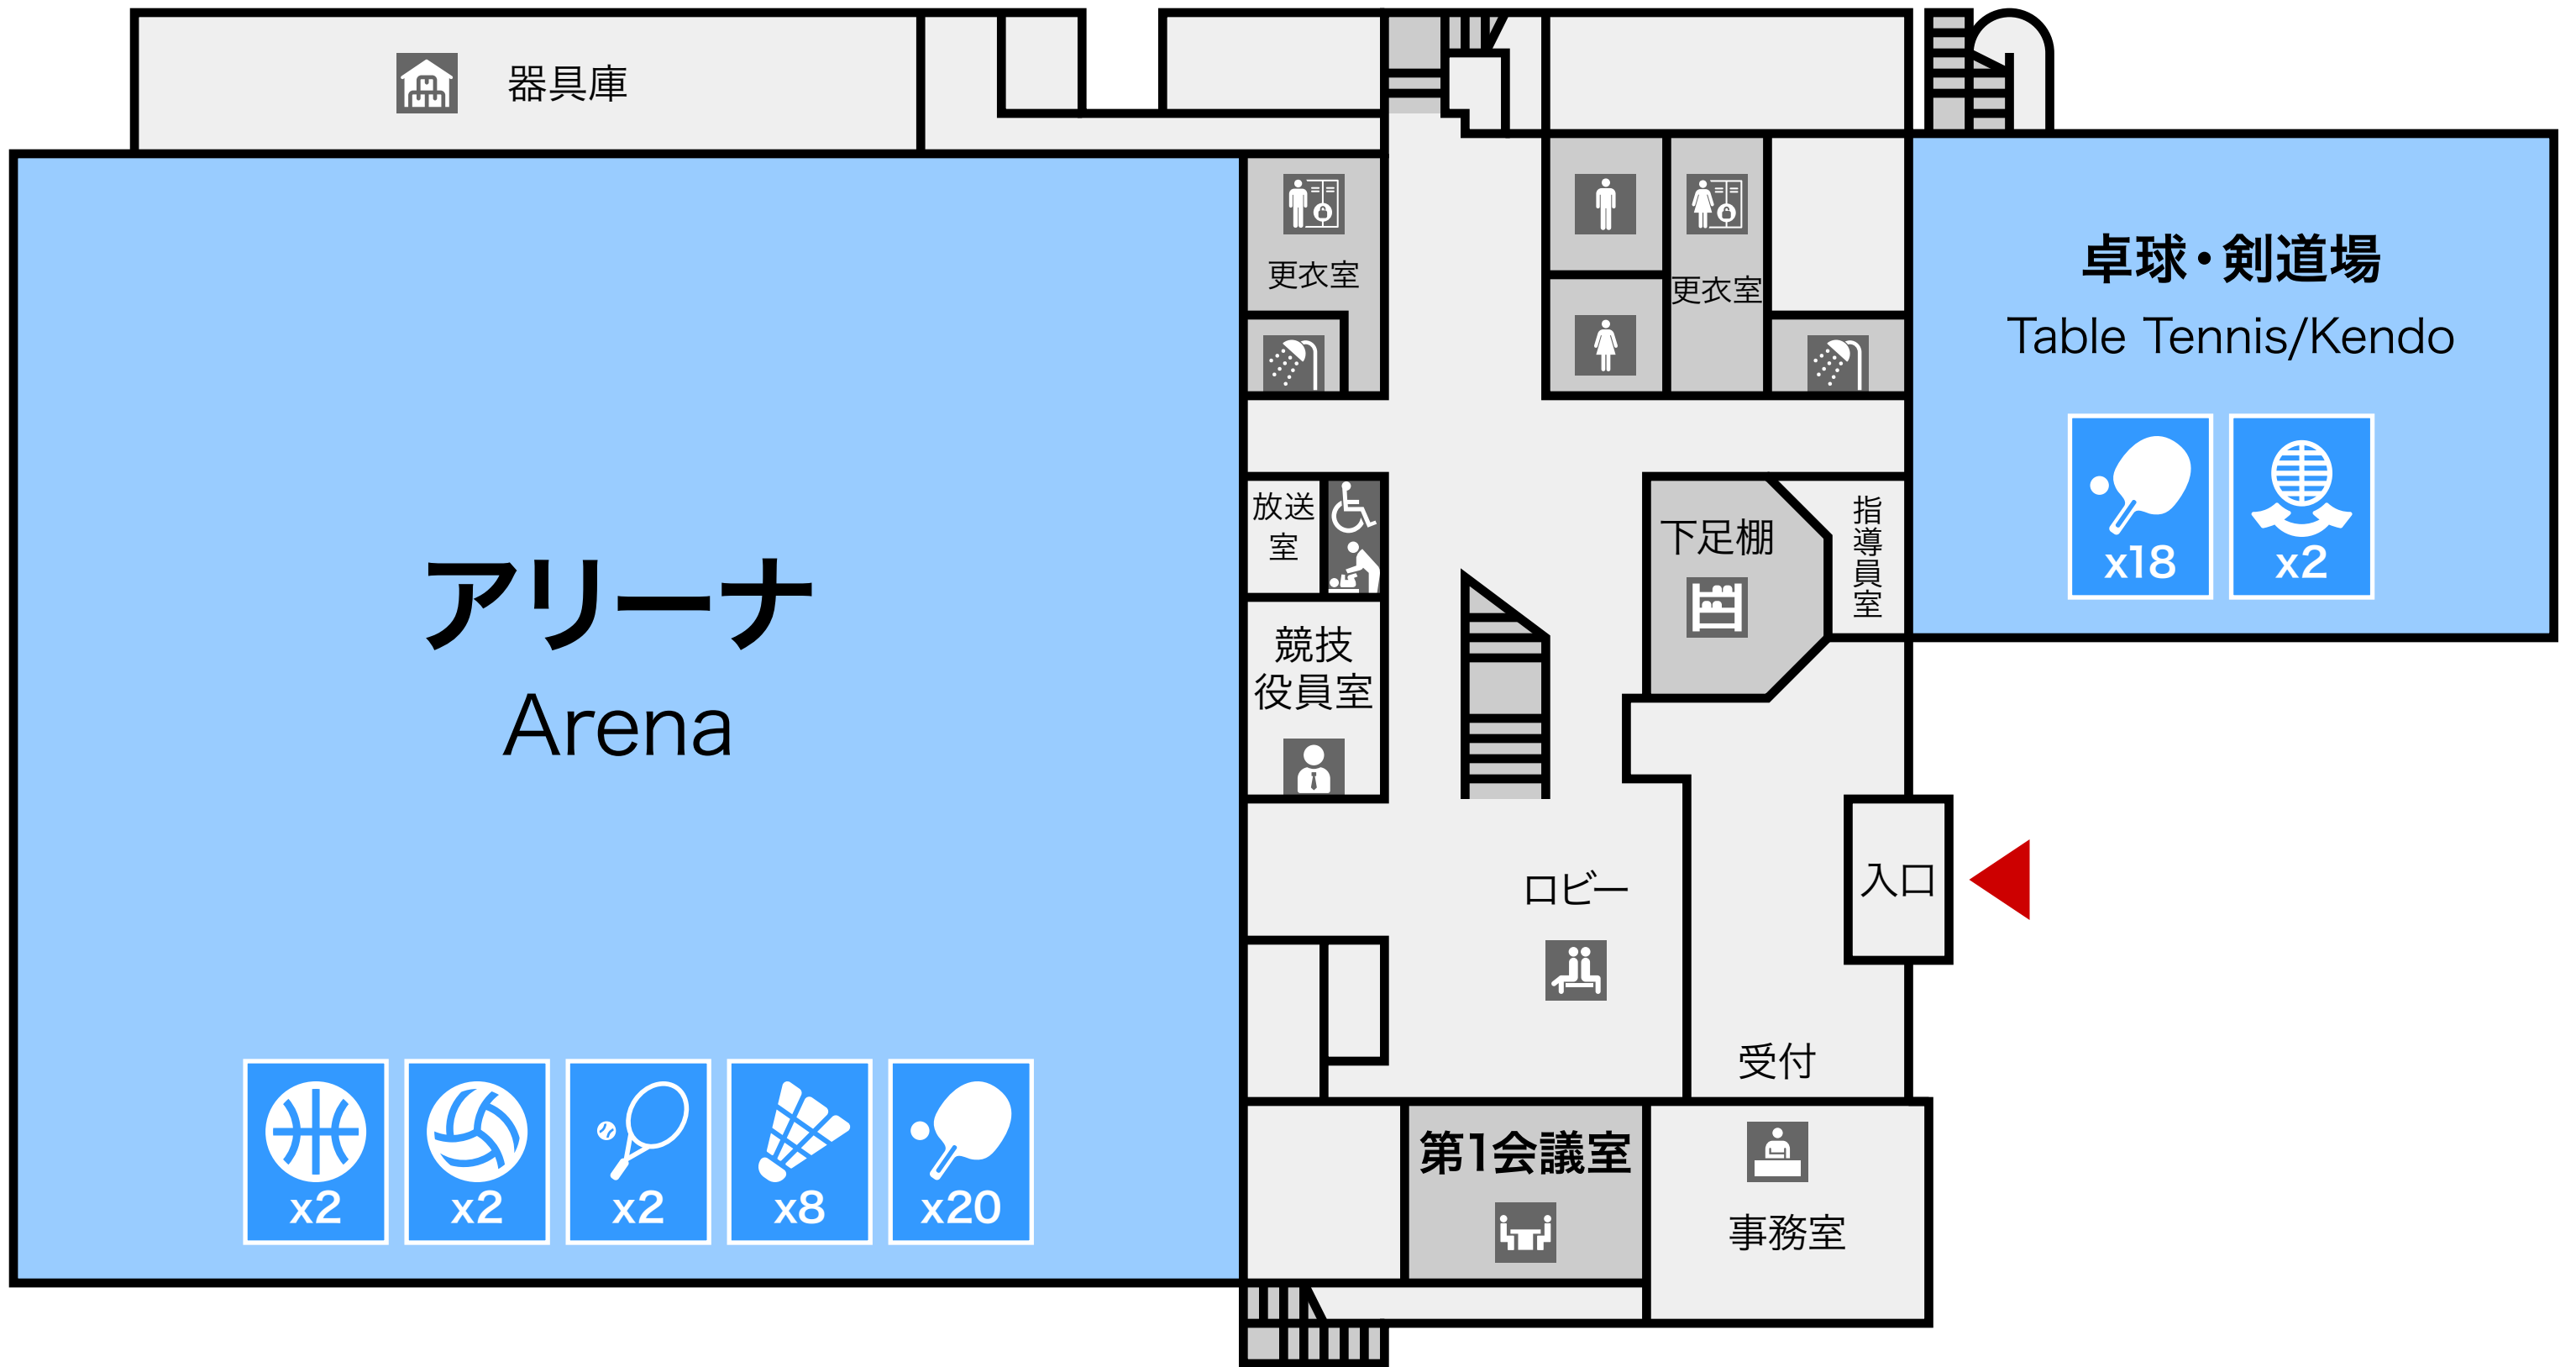 器具庫
更衣室
更衣室
卓球・剣道場
Table Tennis/Kendo
x18
x2
放送
室
下足棚
指導員室
アリーナ
Arena
競技
役員室
ロビー
入口
受付
x2
x2
x2
x8
x20
第1会議室
事務室